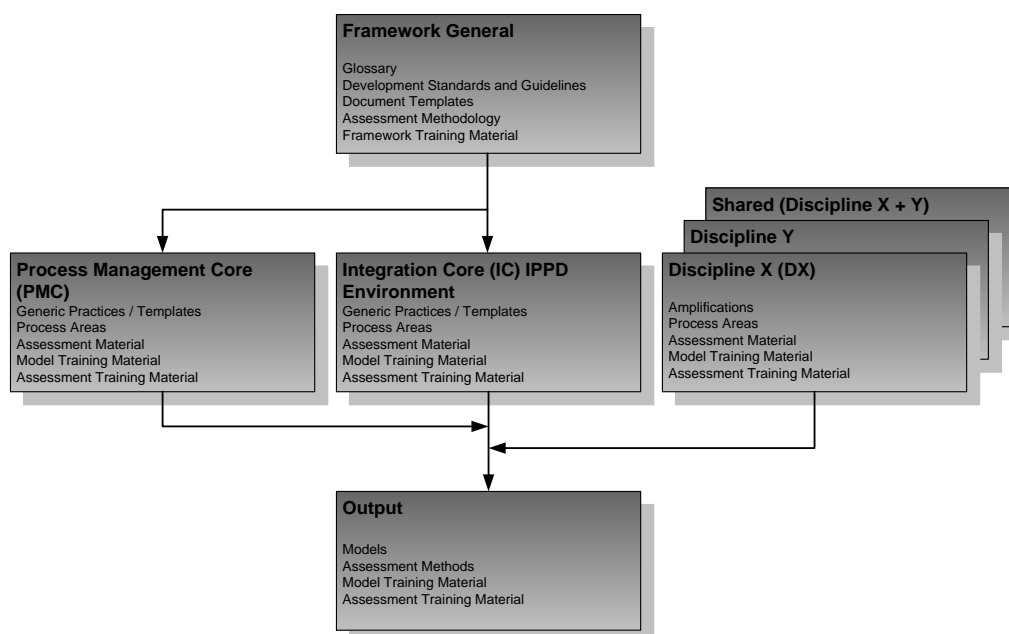 Framework General
Glossary
Development Standards and Guidelines
Document Templates
Assessment Methodology
Framework Training Material
Process Management Core
(PMC)
Generic Practices / Templates
Process Areas
Assessment Material
Model Training Material
Assessment Training Material
Integration Core (IC) IPPD
Environment
Generic Practices / Templates
Process Areas
Assessment Material
Model Training Material
Assessment Training Material
Shared (Discipline X + Y)
Discipline Y
Discipline X (DX)
Amplifications
Process Areas
Assessment Material
Model Training Material
Assessment Training Material
Output
Models
Assessment Methods
Model Training Material
Assessment Training Material